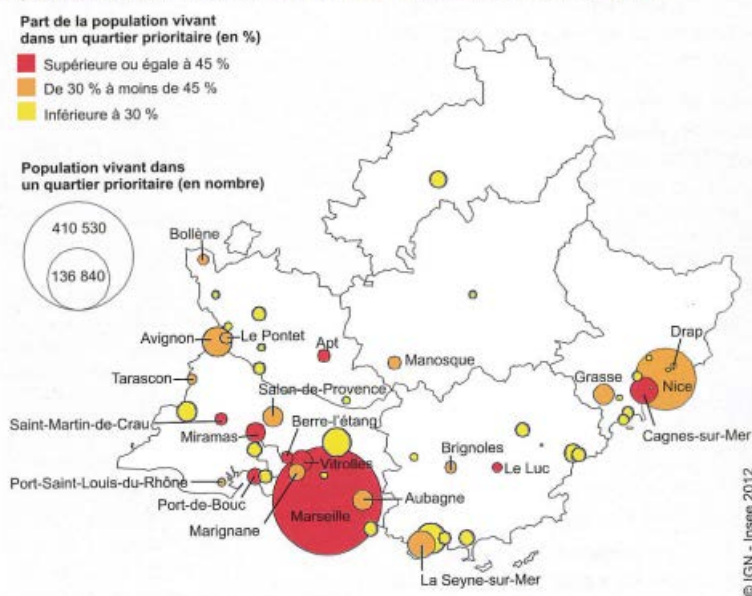 Part de la population vivant
dans un quartier prioritaire (en %)
Supérieure ou égale à 45 %
De 30 % à moins de 45 %
Inférieure à 30 %
Population vivant dans
un quartier prioritaire (en nombre)
410 530
136 840
Bollène
Avignon
Le Pontet
Apt
Manosque
Drap
Tarascon
Salon-de-Provence
Grasse
Nice
Saint-Martin-de-Crau
Berre-l'étang
Miramas
Cagnes-sur-Mer
Vitrolles
Brignoles
Le Luc
Port-Saint-Louis-du-Rhône
Port-de-Bouc
Aubagne
Marignane
Marseille
La Seyne-sur-Mer
© IGN - Insee 2012